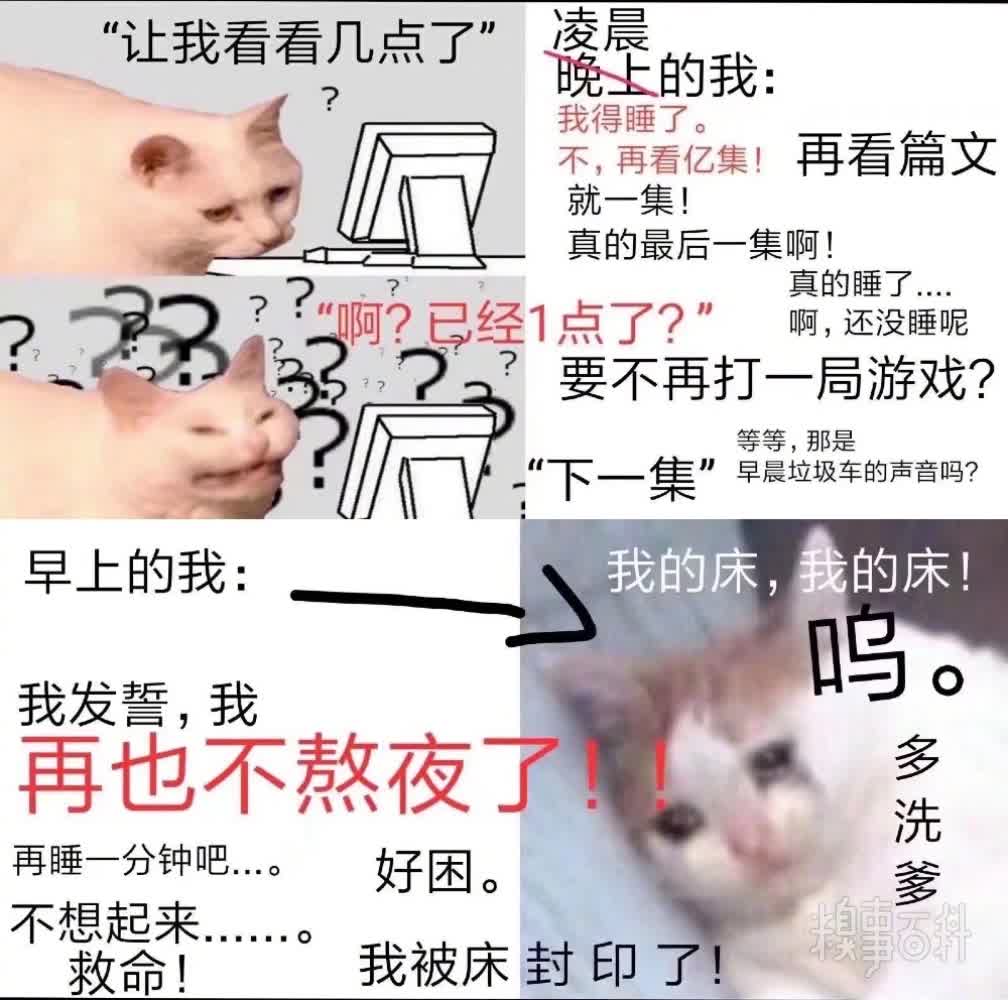 “让我看看几点了”
?
“啊？已经1点了？”
凌晨
晚上的我：
我得睡了。
不，再看亿集！
再看篇文
就一集！
真的最后一集啊！
真的睡了....
啊，还没睡呢
要不再打一局游戏？
等等，那是
早晨垃圾车的声音吗？
“下一集”
早上的我：
我发誓，我
再也不熬夜了！！
再睡一分钟吧...。
好困。
不想起来......。
救命！
我被床封印了！
我的床，我的床！
呜。
多
洗
爹
糗事百科